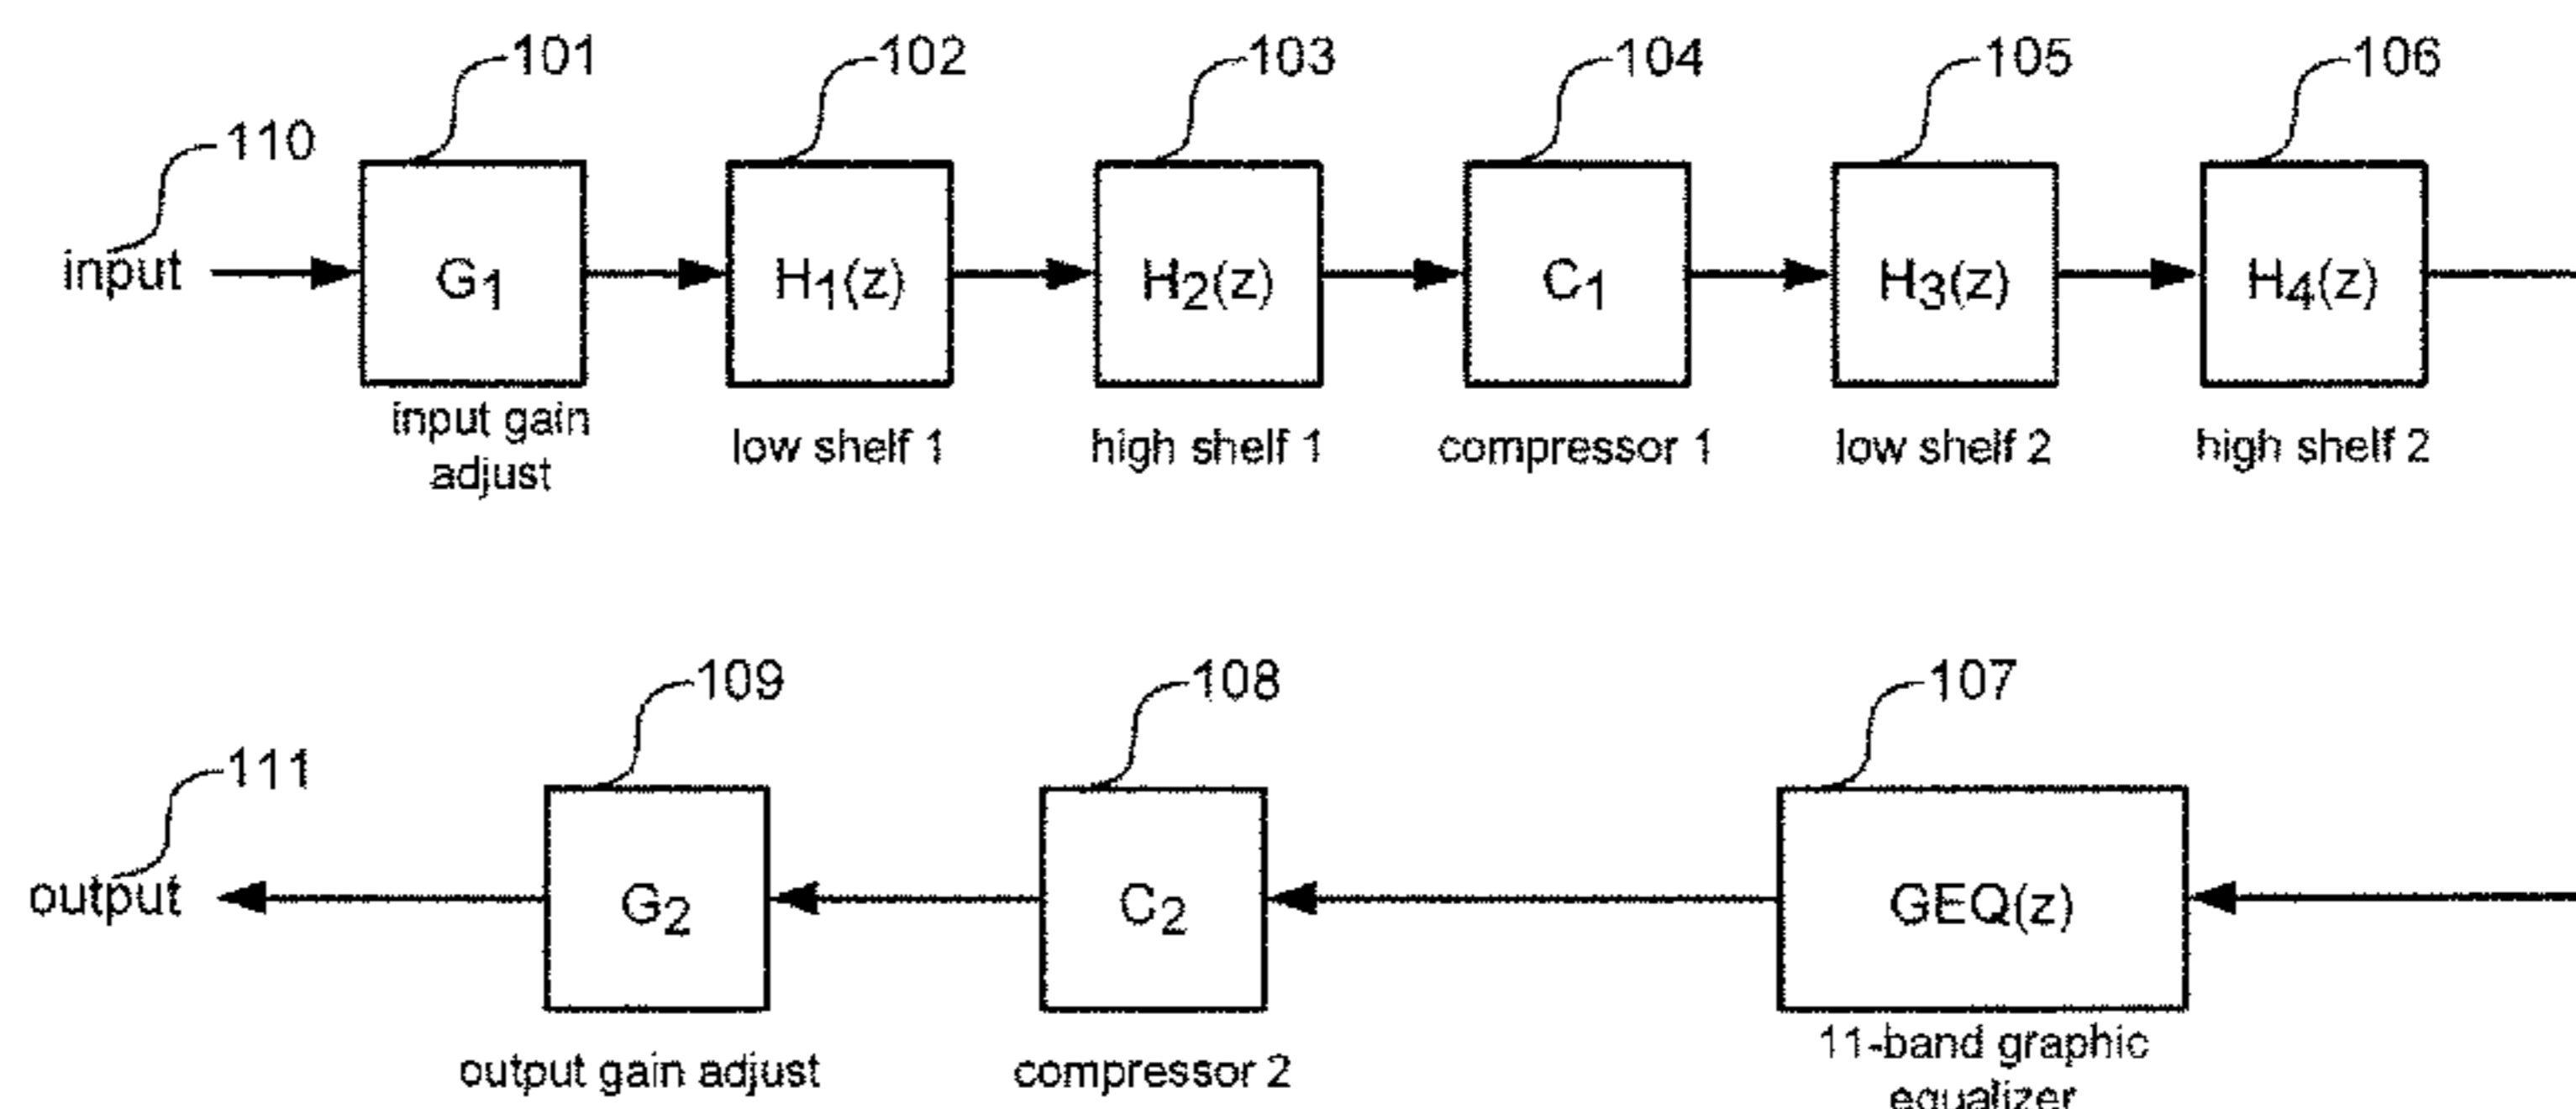 101 102 103 104 105 106
110
input G1 H1(z) H2(z) C1 H3(z) H4(z)
input gain
adjust
low shelf 1 high shelf 1 compressor 1 low shelf 2 high shelf 2
109 108 107
111
output G2 C2 GEQ(z)
output gain adjust compressor 2 11-band graphic
equalizer